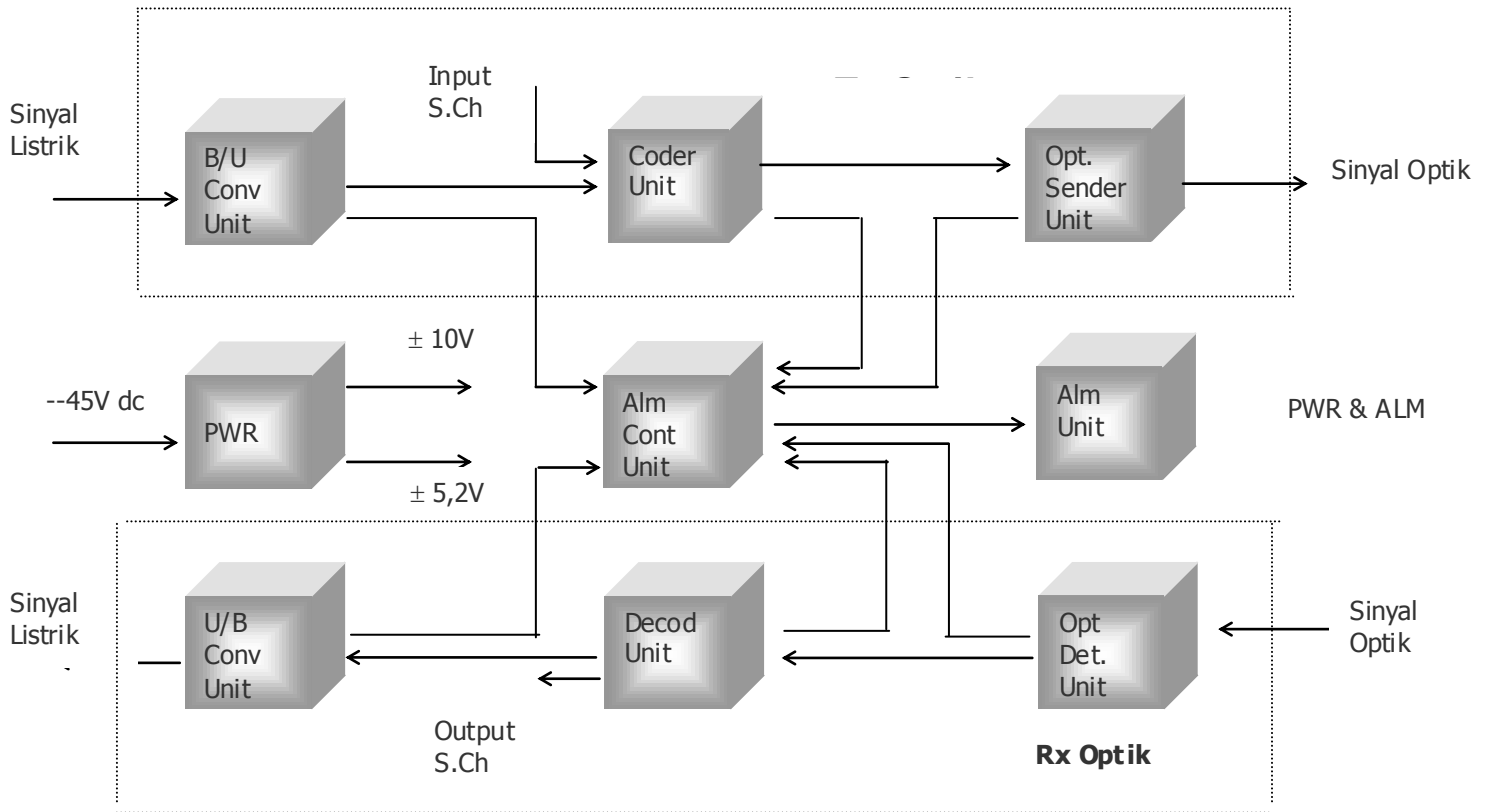 Input
S.Ch
Sinyal
Listrik
B/U
Conv
Unit
Coder
Unit
Opt.
Sender
Unit
Sinyal Optik
± 10V
--45V dc
PWR
± 5,2V
Alm
Cont
Unit
Alm
Unit
PWR & ALM
Sinyal
Listrik
U/B
Conv
Unit
Decod
Unit
Opt
Det.
Unit
Sinyal
Optik
Output
S.Ch
Rx Optik